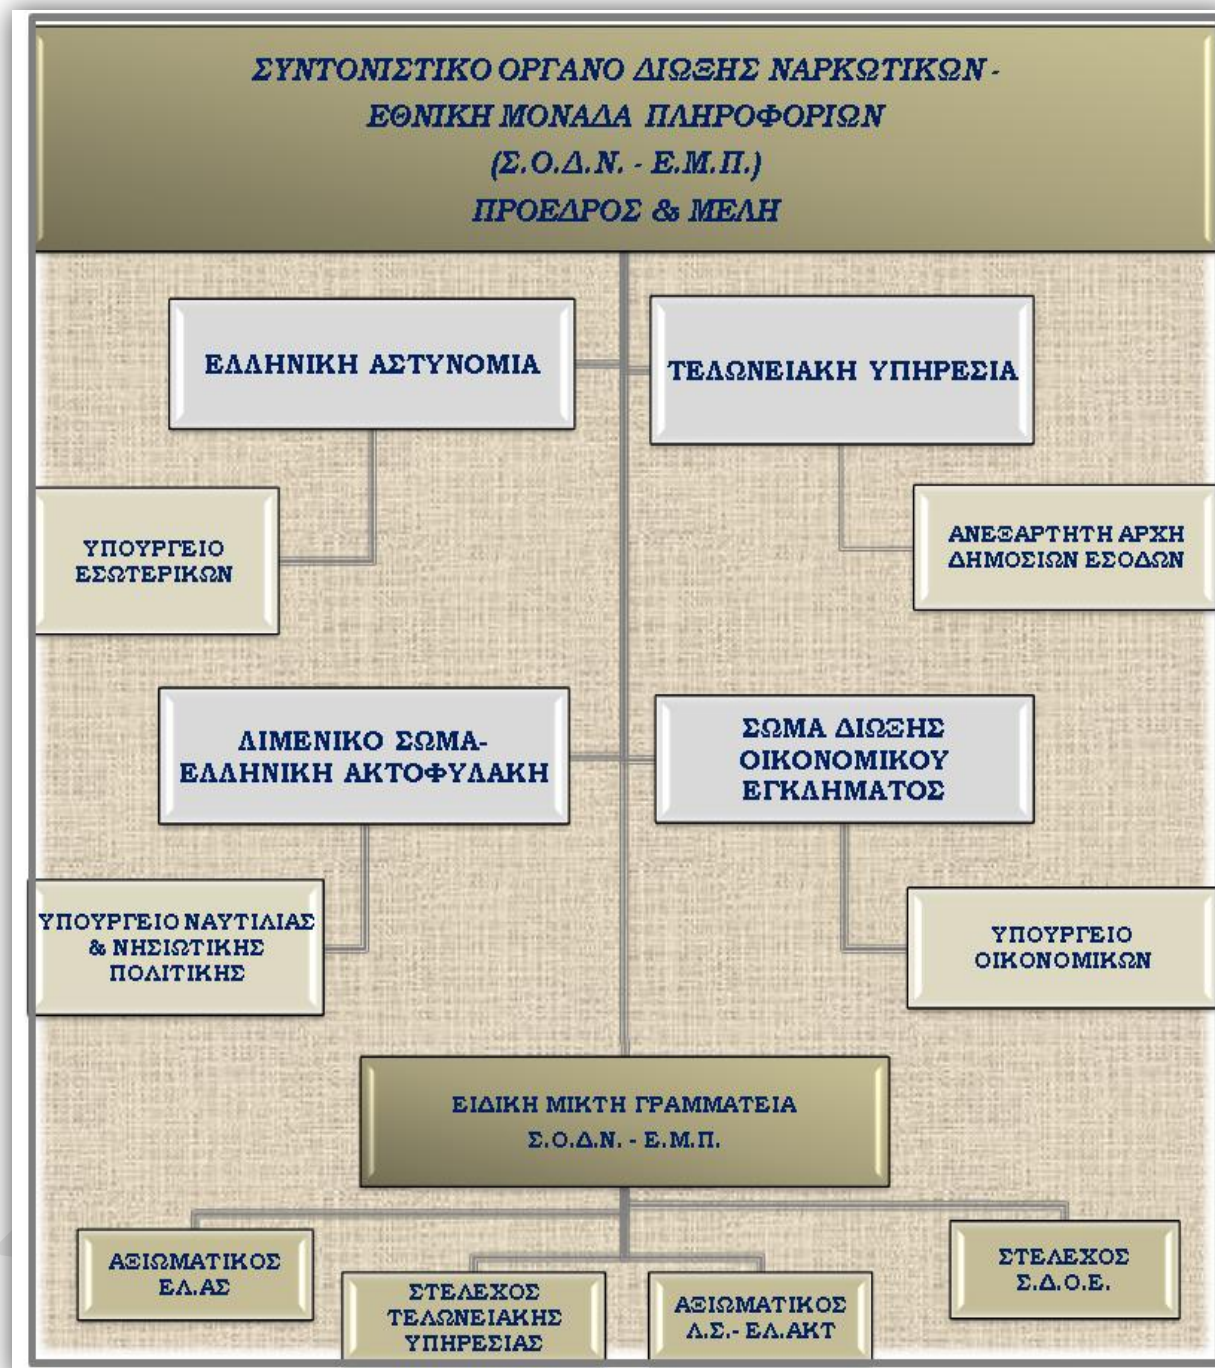 ΣΥΝΤΟΝΙΣΤΙΚΟ ΟΡΓΑΝΟ ΔΙΩΞΗΣ ΝΑΡΚΩΤΙΚΩΝ -
ΕΘΝΙΚΗ ΜΟΝΑΔΑ ΠΛΗΡΟΦΟΡΙΩΝ
(Σ.Ο.Δ.Ν. - Ε.Μ.Π.)
ΠΡΟΕΔΡΟΣ & ΜΕΛΗ
ΕΛΛΗΝΙΚΗ ΑΣΤΥΝΟΜΙΑ
ΤΕΛΩΝΕΙΑΚΗ ΥΠΗΡΕΣΙΑ
ΥΠΟΥΡΓΕΙΟ
ΕΣΩΤΕΡΙΚΩΝ
ΑΝΕΞΑΡΤΗΤΗ ΑΡΧΗ
ΔΗΜΟΣΙΩΝ ΕΣΟΔΩΝ
ΛΙΜΕΝΙΚΟ ΣΩΜΑ-
ΕΛΛΗΝΙΚΗ ΑΚΤΟΦΥΛΑΚΗ
ΣΩΜΑ ΔΙΩΞΗΣ
ΟΙΚΟΝΟΜΙΚΟΥ
ΕΓΚΛΗΜΑΤΟΣ
ΥΠΟΥΡΓΕΙΟ ΝΑΥΤΙΛΙΑΣ
& ΝΗΣΙΩΤΙΚΗΣ
ΠΟΛΙΤΙΚΗΣ
ΥΠΟΥΡΓΕΙΟ
ΟΙΚΟΝΟΜΙΚΩΝ
ΕΙΔΙΚΗ ΜΙΚΤΗ ΓΡΑΜΜΑΤΕΙΑ
Σ.Ο.Δ.Ν. - Ε.Μ.Π.
ΑΞΙΩΜΑΤΙΚΟΣ
ΕΛ.ΑΣ
ΣΤΕΛΕΧΟΣ
ΤΕΛΩΝΕΙΑΚΗΣ
ΥΠΗΡΕΣΙΑΣ
ΑΞΙΩΜΑΤΙΚΟΣ
Λ.Σ.- ΕΛ.ΑΚΤ
ΣΤΕΛΕΧΟΣ
Σ.Δ.Ο.Ε.